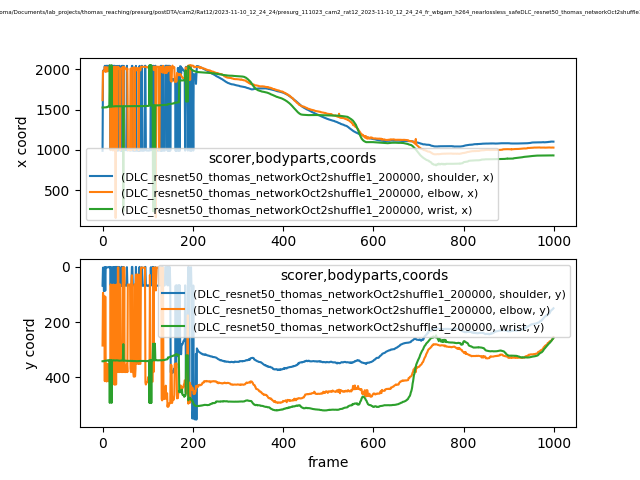 oma/Documents/lab_projects/thomas_reaching/presurg/postDTA/cam2/Rat12/2023-11-10_12_24_24/presurg_111023_cam2_rat12_2023-11-10_12_24_24_fr_wbgam_h264_nearlossless_safeDLC_resnet50_thomas_networkOct2shuffle
2000
1500
1000
500
x coord
scorer,bodyparts,coords
(DLC_resnet50_thomas_networkOct2shuffle1_200000, shoulder, x)
(DLC_resnet50_thomas_networkOct2shuffle1_200000, elbow, x)
(DLC_resnet50_thomas_networkOct2shuffle1_200000, wrist, x)
0 200 400 600 800 1000
0
200
400
y coord
scorer,bodyparts,coords
(DLC_resnet50_thomas_networkOct2shuffle1_200000, shoulder, y)
(DLC_resnet50_thomas_networkOct2shuffle1_200000, elbow, y)
(DLC_resnet50_thomas_networkOct2shuffle1_200000, wrist, y)
0 200 400 600 800 1000
frame